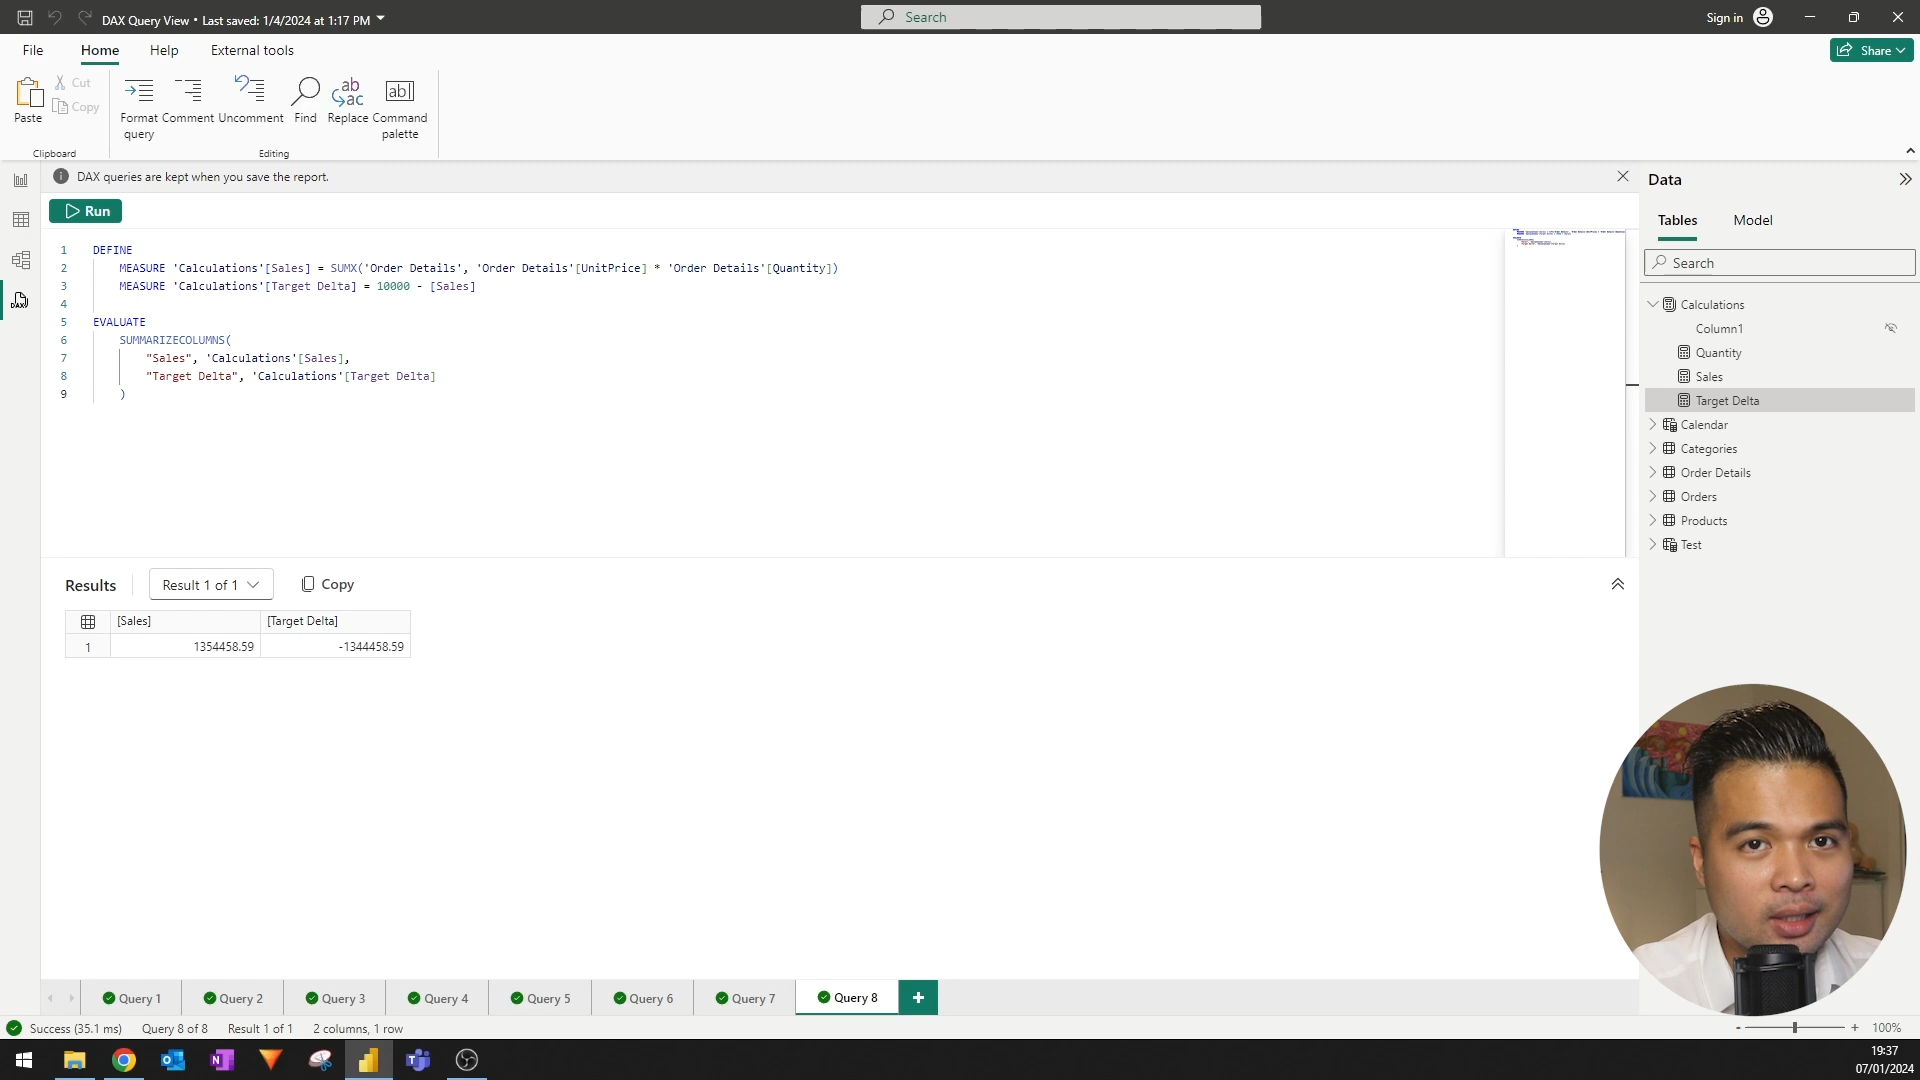 DAX Query View • Last saved: 1/4/2024 at 1:17 PM
Search
Sign in
File
Home
Help
External tools
Share
Paste
Cut
Copy
Format query
Comment
Uncomment
Find
Replace
Command palette
Clipboard
Editing
DAX queries are kept when you save the report.
Run
1 DEFINE
2 MEASURE 'Calculations'[Sales] = SUMX('Order Details', 'Order Details'[UnitPrice] * 'Order Details'[Quantity])
3 MEASURE 'Calculations'[Target Delta] = 10000 - [Sales]
4
5 EVALUATE
6 SUMMARIZECOLUMNS(
7 "Sales", 'Calculations'[Sales],
8 "Target Delta", 'Calculations'[Target Delta]
9 )
Data
Tables
Model
Search
Calculations
Column1
Quantity
Sales
Target Delta
Calendar
Categories
Order Details
Orders
Products
Test
Results
Result 1 of 1
Copy
[Sales] [Target Delta]
1 1354458.59 -1344458.59
Query 1
Query 2
Query 3
Query 4
Query 5
Query 6
Query 7
Query 8
Success (35.1 ms)
Query 8 of 8
Result 1 of 1
2 columns, 1 row
- + 100%
19:37
07/01/2024